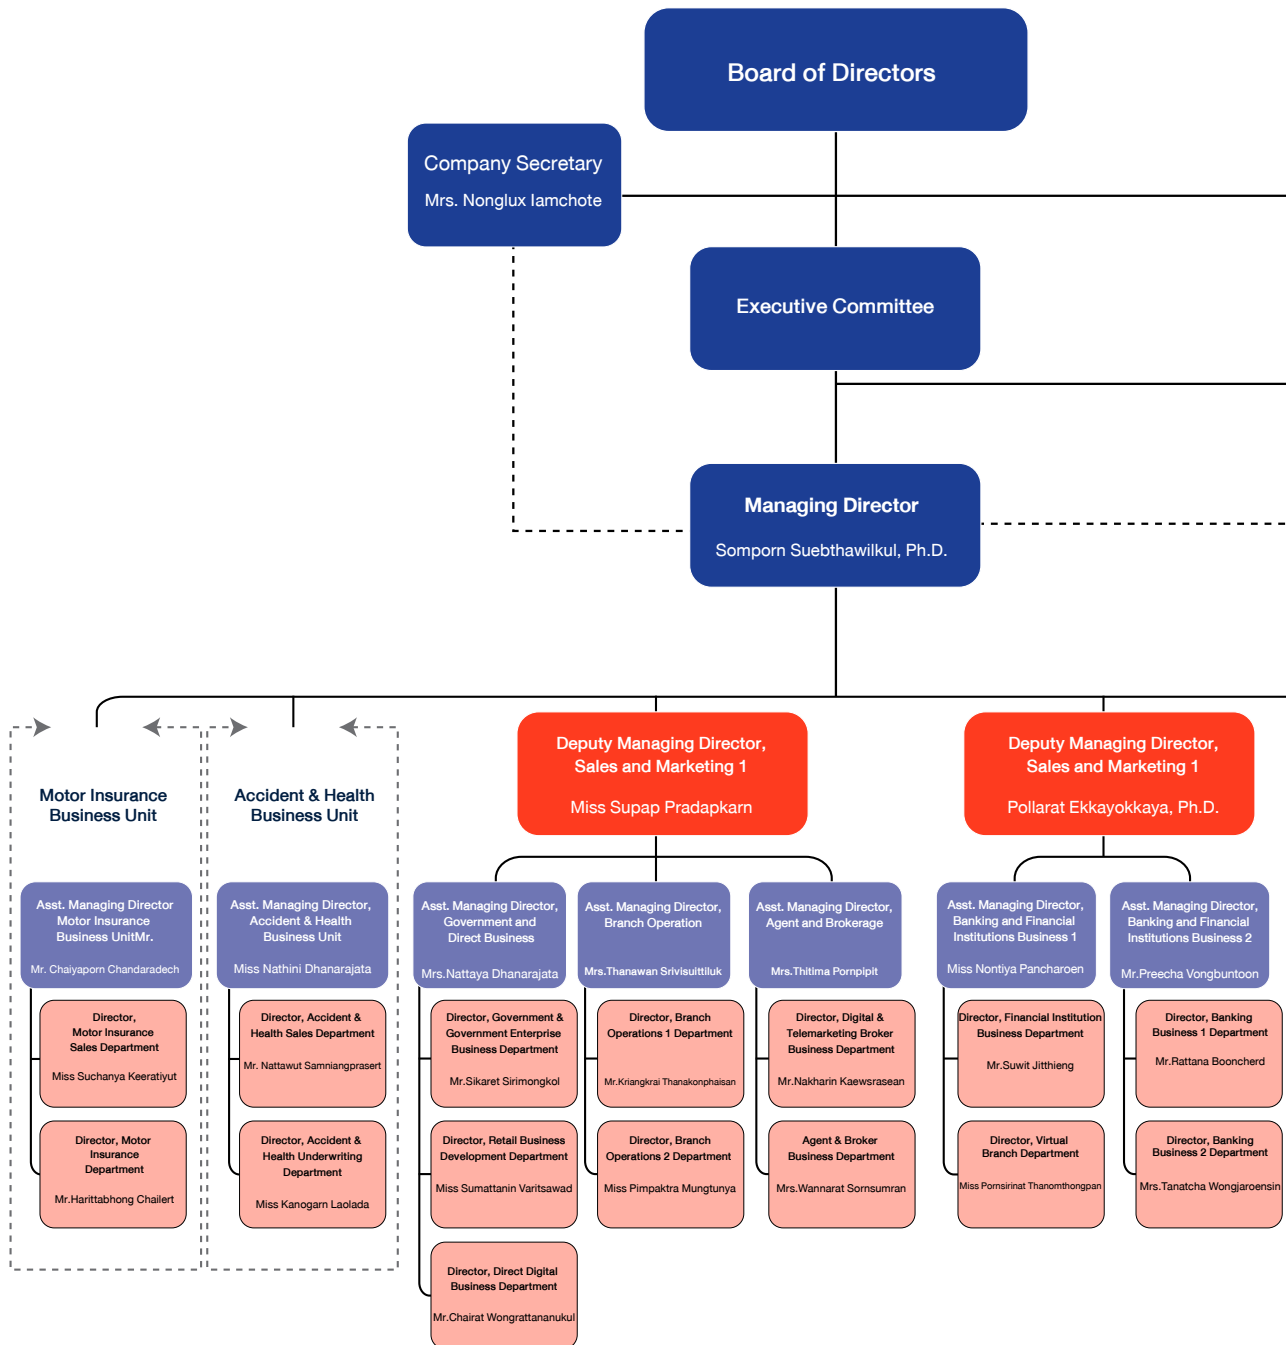 Board of Directors
Company Secretary
Mrs. Nonglux Iamchote
Executive Committee
Managing Director
Somporn Suebthawilkul, Ph.D.
Motor Insurance
Business Unit
Accident & Health
Business Unit
Deputy Managing Director,
Sales and Marketing 1
Miss Supap Pradapkarn
Deputy Managing Director,
Sales and Marketing 1
Pollarat Ekkayokkaya, Ph.D.
Asst. Managing Director
Motor Insurance
Business UnitMr.
Mr. Chaiyaporn Chandaradech
Asst. Managing Director,
Accident & Health
Business Unit
Miss Nathini Dhanarajata
Asst. Managing Director,
Government and
Direct Business
Mrs.Nattaya Dhanarajata
Asst. Managing Director,
Branch Operation
Mrs.Thanawan Srivisuittiluk
Asst. Managing Director,
Agent and Brokerage
Mrs.Thitima Pornpipit
Asst. Managing Director,
Banking and Financial
Institutions Business 1
Miss Nontiya Pancharoen
Asst. Managing Director,
Banking and Financial
Institutions Business 2
Mr.Preecha Vongbuntoon
Director,
Motor Insurance
Sales Department
Miss Suchanya Keeratiyut
Director, Accident &
Health Sales Department
Mr. Nattawut Samniangprasert
Director, Government &
Government Enterprise
Business Department
Mr.Sikaret Sirimongkol
Director, Branch
Operations 1 Department
Mr.Kriangkrai Thanakonphaisan
Director, Digital &
Telemarketing Broker
Business Department
Mr.Nakharin Kaewsrasean
Director, Financial Institution
Business Department
Mr.Suwit Jitthieng
Director, Banking
Business 1 Department
Mr.Rattana Booncherd
Director, Motor
Insurance
Department
Mr.Harittabhong Chailert
Director, Accident &
Health Underwriting
Department
Miss Kanogarn Laolada
Director, Retail Business
Development Department
Miss Sumattanin Varitsawad
Director, Branch
Operations 2 Department
Miss Pimpaktra Mungtunya
Agent & Broker
Business Department
Mrs.Wannarat Sornsumran
Director, Virtual
Branch Department
Miss Pornsirinat Thanomthongpan
Director, Banking
Business 2 Department
Mrs.Tanatcha Wongjaroensin
Director, Direct Digital
Business Department
Mr.Chairat Wongrattananukul